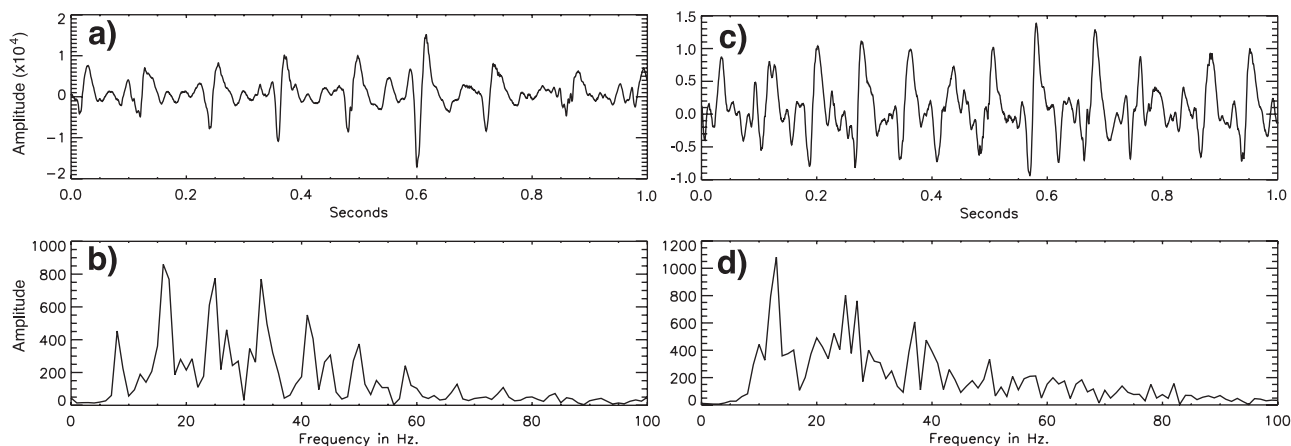 a)
Amplitude (x10⁴)
2
1
0
-1
-2
0.0 0.2 0.4 0.6 0.8 1.0
Seconds
c)
1.5
1.0
0.5
0.0
-0.5
-1.0
0.0 0.2 0.4 0.6 0.8 1.0
Seconds
b)
Amplitude
1000
800
600
400
200
0
0 20 40 60 80 100
Frequency in Hz.
d)
1200
1000
800
600
400
200
0
0 20 40 60 80 100
Frequency in Hz.